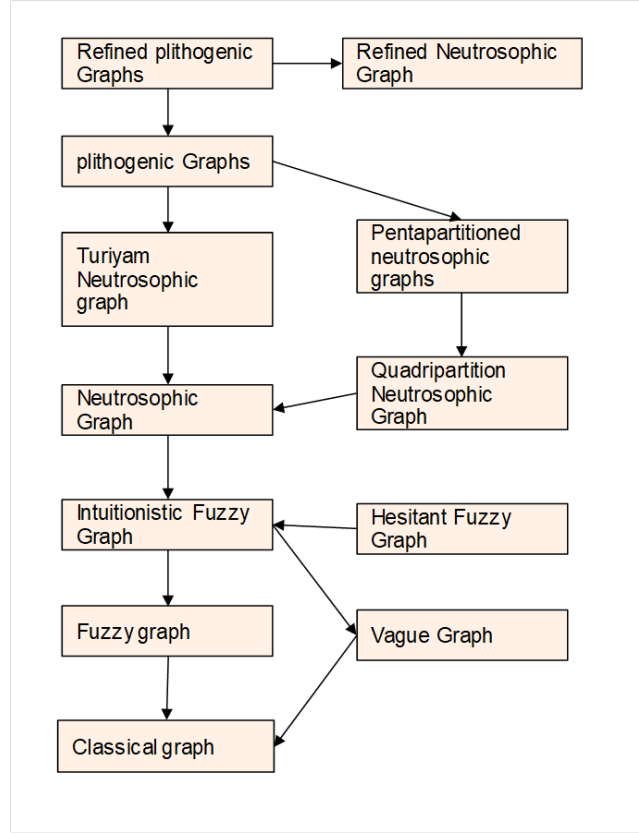 Refined plithogenic
Graphs
Refined Neutrosophic
Graph
plithogenic Graphs
Turiyam
Neutrosophic
graph
Pentapartitioned
neutrosophic
graphs
Neutrosophic
Graph
Quadripartition
Neutrosophic
Graph
Intuitionistic Fuzzy
Graph
Hesitant Fuzzy
Graph
Fuzzy graph
Vague Graph
Classical graph